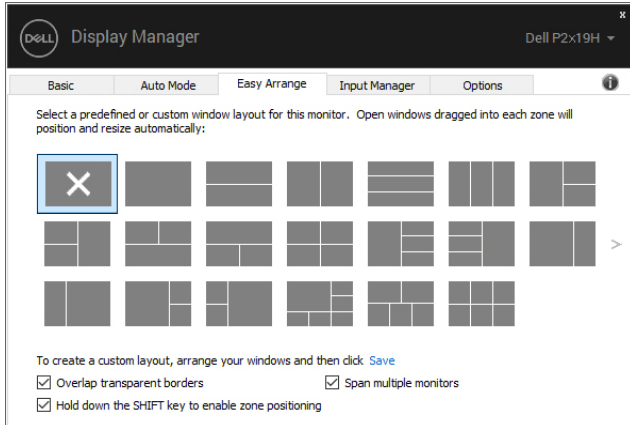 x
DELL Display Manager Dell P2x19H
Basic Auto Mode Easy Arrange Input Manager Options
Select a predefined or custom window layout for this monitor. Open windows dragged into each zone will
position and resize automatically:
>
To create a custom layout, arrange your windows and then click Save
Overlap transparent borders Span multiple monitors
Hold down the SHIFT key to enable zone positioning